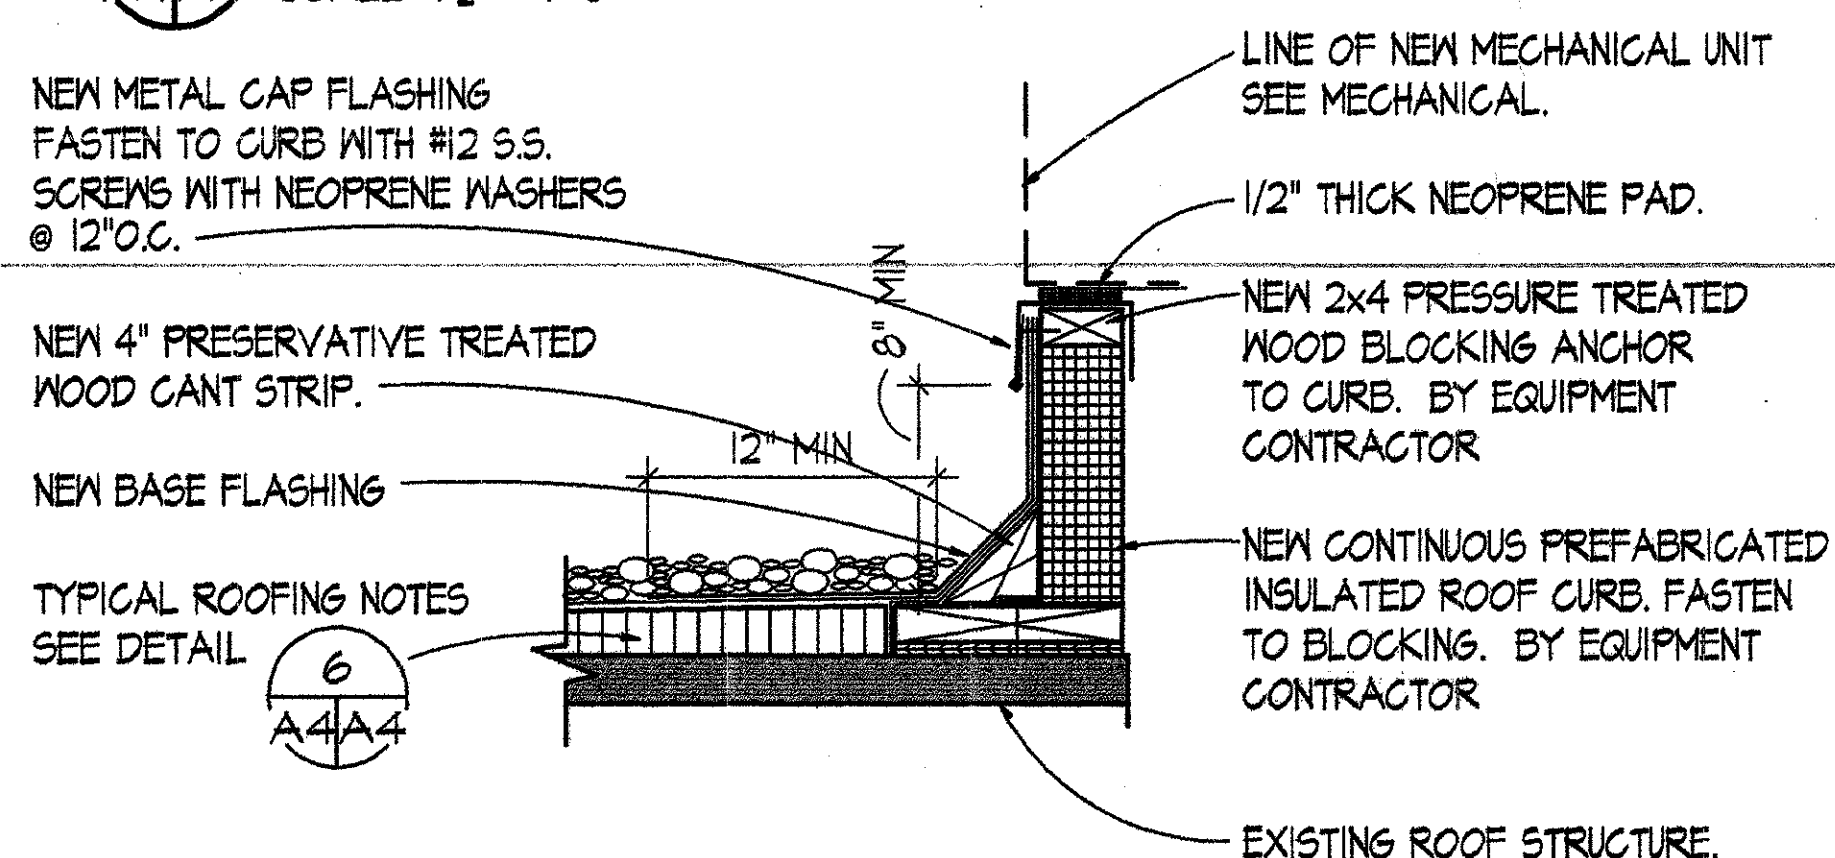 NEW METAL CAP FLASHING
FASTEN TO CURB WITH #12 S.S.
SCREWS WITH NEOPRENE WASHERS
@ 12"O.C.
NEW 4" PRESERVATIVE TREATED
WOOD CANT STRIP.
NEW BASE FLASHING
TYPICAL ROOFING NOTES
SEE DETAIL
6
A4 A4
12" MIN
8" MIN
LINE OF NEW MECHANICAL UNIT
SEE MECHANICAL.
1/2" THICK NEOPRENE PAD.
NEW 2x4 PRESSURE TREATED
WOOD BLOCKING ANCHOR
TO CURB. BY EQUIPMENT
CONTRACTOR
NEW CONTINUOUS PREFABRICATED
INSULATED ROOF CURB. FASTEN
TO BLOCKING. BY EQUIPMENT
CONTRACTOR
EXISTING ROOF STRUCTURE.